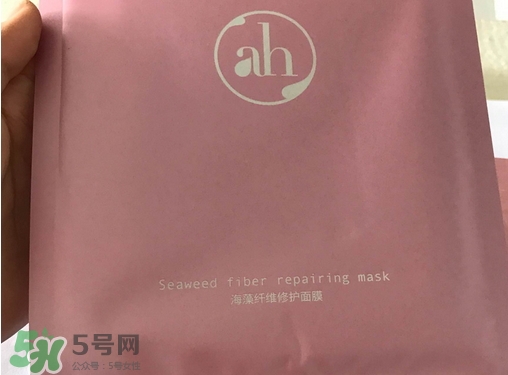 ah
Seaweed fiber repairing mask
海藻纤维修护面膜
5H 5号网
公众号：5号女性